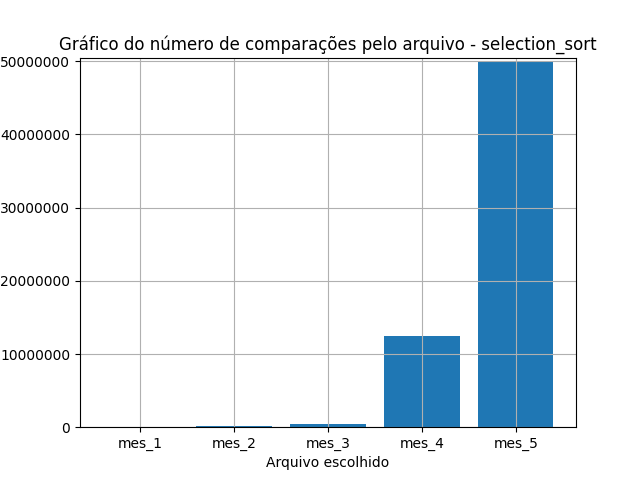 Gráfico do número de comparações pelo arquivo - selection_sort
50000000
40000000
30000000
20000000
10000000
0
mes_1 mes_2 mes_3 mes_4 mes_5
Arquivo escolhido